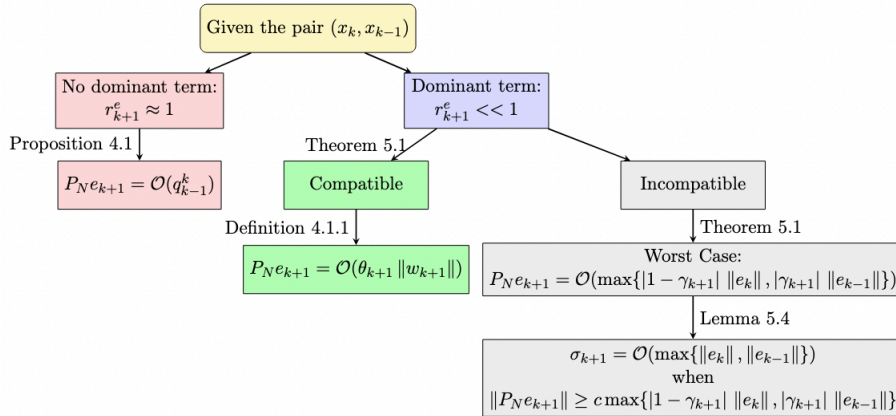 Given the pair (x_k, x_{k−1})
No dominant term:
r^e_{k+1} ≈ 1
Dominant term:
r^e_{k+1} << 1
Proposition 4.1
Theorem 5.1
P_N e_{k+1} = 𝒪(q^k_{k−1})
Compatible
Incompatible
Definition 4.1.1
Theorem 5.1
P_N e_{k+1} = 𝒪(θ_{k+1} ‖w_{k+1}‖)
Worst Case:
P_N e_{k+1} = 𝒪(max{|1 − γ_{k+1}| ‖e_k‖, |γ_{k+1}| ‖e_{k−1}‖})
Lemma 5.4
σ_{k+1} = 𝒪(max{‖e_k‖, ‖e_{k−1}‖})
when
‖P_N e_{k+1}‖ ≥ c max{|1 − γ_{k+1}| ‖e_k‖, |γ_{k+1}| ‖e_{k−1}‖}